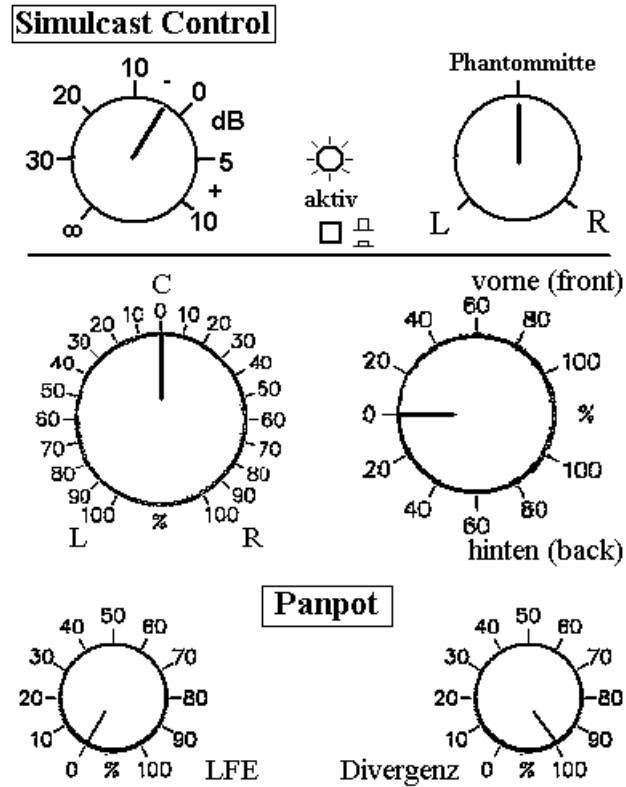 Simulcast Control
10 - 0
20 dB
30 5
+
∞ 10
aktiv
Phantommitte
L R
C
0
10 10
20 20
30 30
40 40
50 50
60 60
70 70
80 80
90 90
100 % 100
L R
vorne (front)
60
40 80
20 100
0 %
20 100
40 80
60
hinten (back)
Panpot
50
40 60
30 70
20 80
10 90
0 % 100
LFE
50
40 60
30 70
20 80
10 90
Divergenz 0 % 100